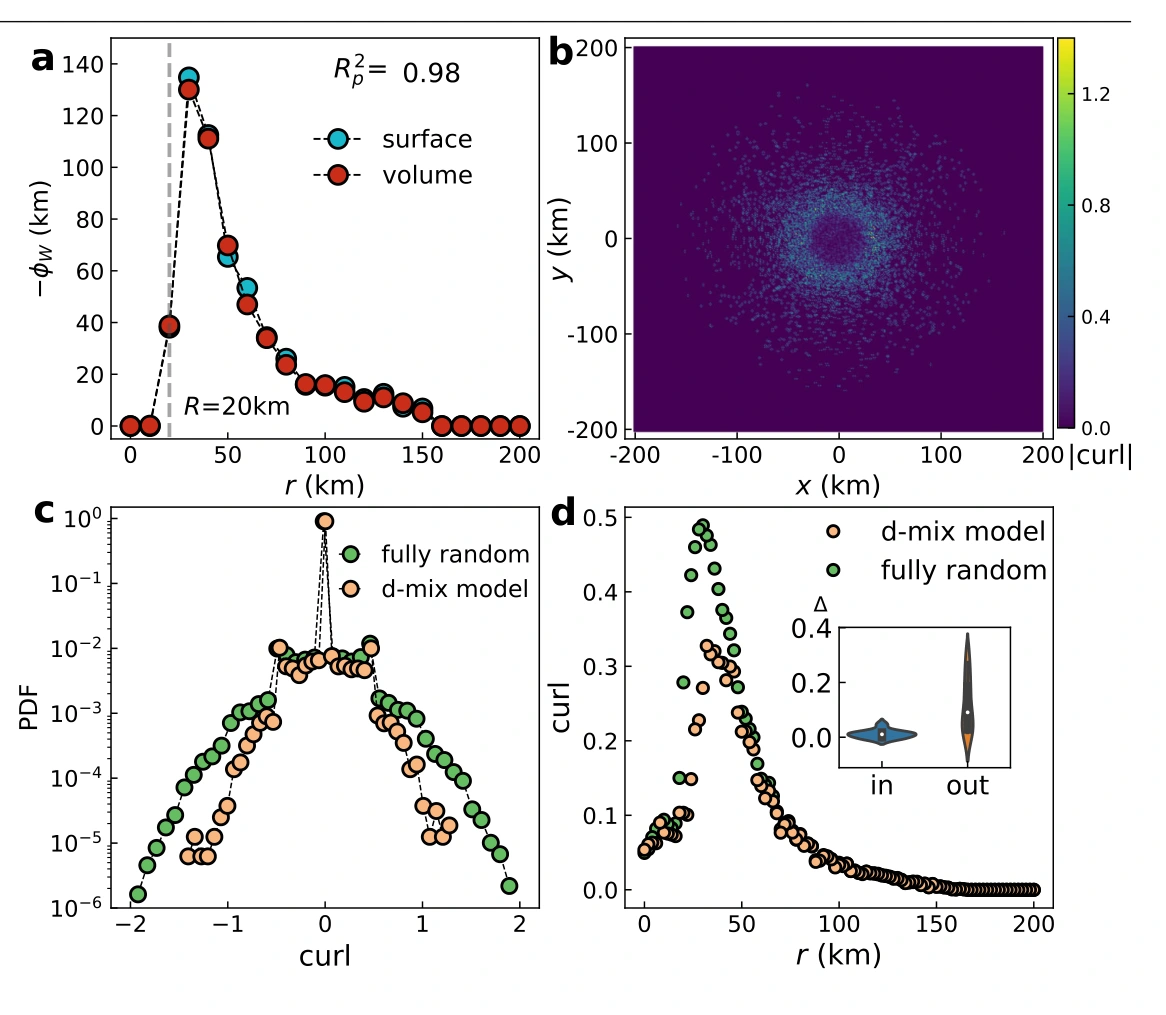 a
140
120
100
80
60
40
20
0
−ϕ_W (km)
R_p^2= 0.98
surface
volume
R=20km
0 50 100 150 200
r (km)
b
200
100
0
-100
-200
y (km)
-200 -100 0 100 200
x (km)
1.2
0.8
0.4
0.0
|curl|
c
10^0
10^−1
10^−2
10^−3
10^−4
10^−5
10^−6
PDF
fully random
d-mix model
−2 −1 0 1 2
curl
d
0.5
0.4
0.3
0.2
0.1
0.0
curl
d-mix model
fully random
Δ
0.4
0.2
0.0
in out
0 50 100 150 200
r (km)